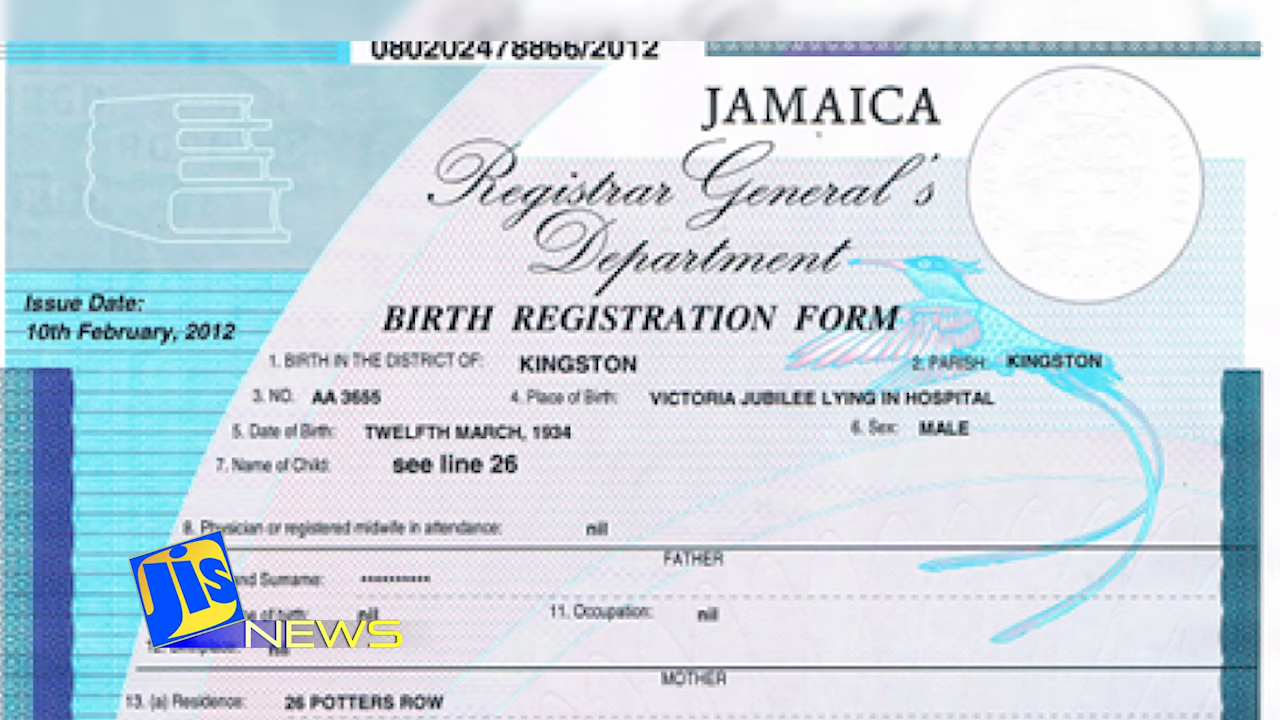 080202478866/2012
JAMAICA
Registrar General's
Department
Issue Date:
10th February, 2012
BIRTH REGISTRATION FORM
1. BIRTH IN THE DISTRICT OF: KINGSTON 2. PARISH: KINGSTON
3. NO. AA 3655 4. Place of Birth: VICTORIA JUBILEE LYING IN HOSPITAL
5. Date of Birth: TWELFTH MARCH, 1934 6. Sex: MALE
7. Name of Child: see line 26
8. Physician or registered midwife in attendance: nil
FATHER
and Surname: **********
of birth: nil 11. Occupation: nil
nil
jis NEWS
MOTHER
13. (a) Residence: 26 POTTERS ROW